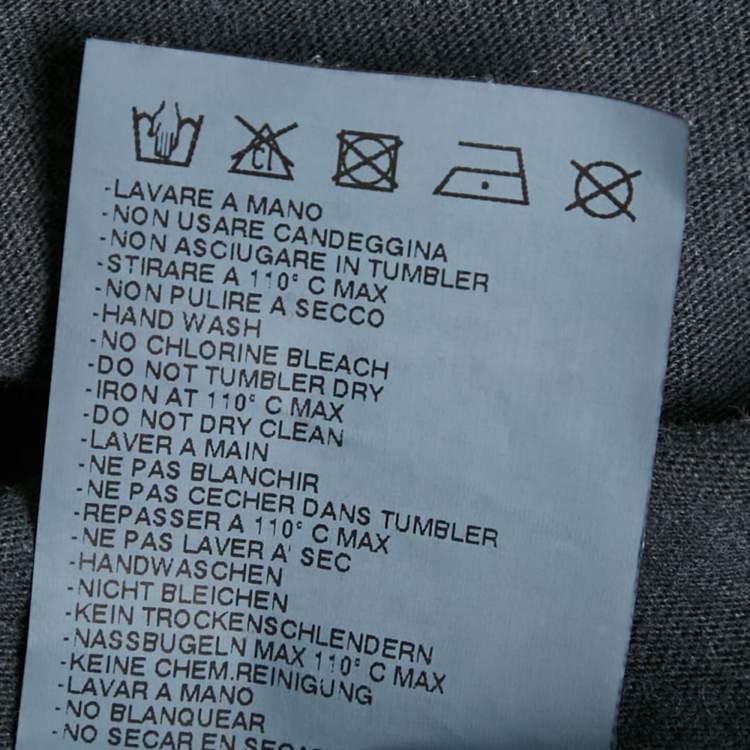 CL
-LAVARE A MANO
-NON USARE CANDEGGINA
-NON ASCIUGARE IN TUMBLER
-STIRARE A 110° C MAX
-NON PULIRE A SECCO
-HAND WASH
-NO CHLORINE BLEACH
-DO NOT TUMBLER DRY
-IRON AT 110° C MAX
-DO NOT DRY CLEAN
-LAVER A MAIN
-NE PAS BLANCHIR
-NE PAS CECHER DANS TUMBLER
-REPASSER A 110° C MAX
-NE PAS LAVER A' SEC
-HANDWASCHEN
-NICHT BLEICHEN
-KEIN TROCKENSCHLENDERN
-NASSBUGELN MAX 110° C MAX
-KEINE CHEM.REINIGUNG
-LAVAR A MANO
-NO BLANQUEAR
-NO SECAR EN